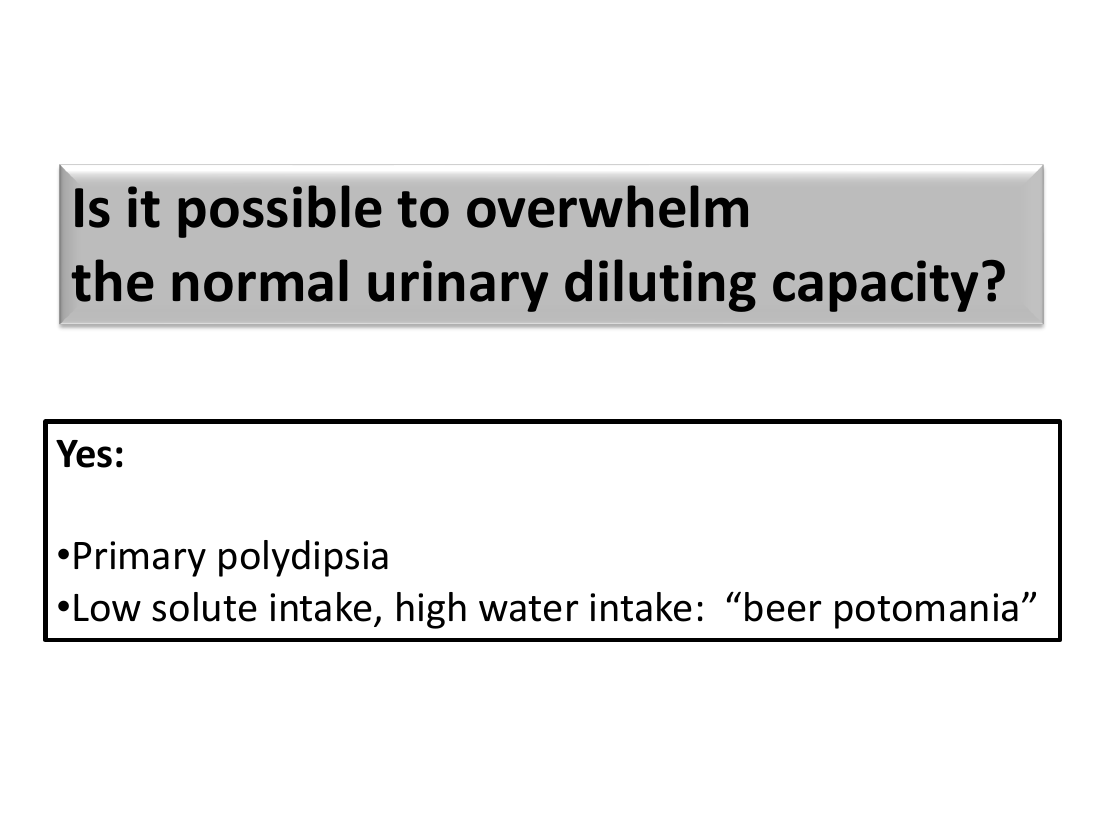 Is it possible to overwhelm
the normal urinary diluting capacity?
Yes:
•Primary polydipsia
•Low solute intake, high water intake:  “beer potomania”